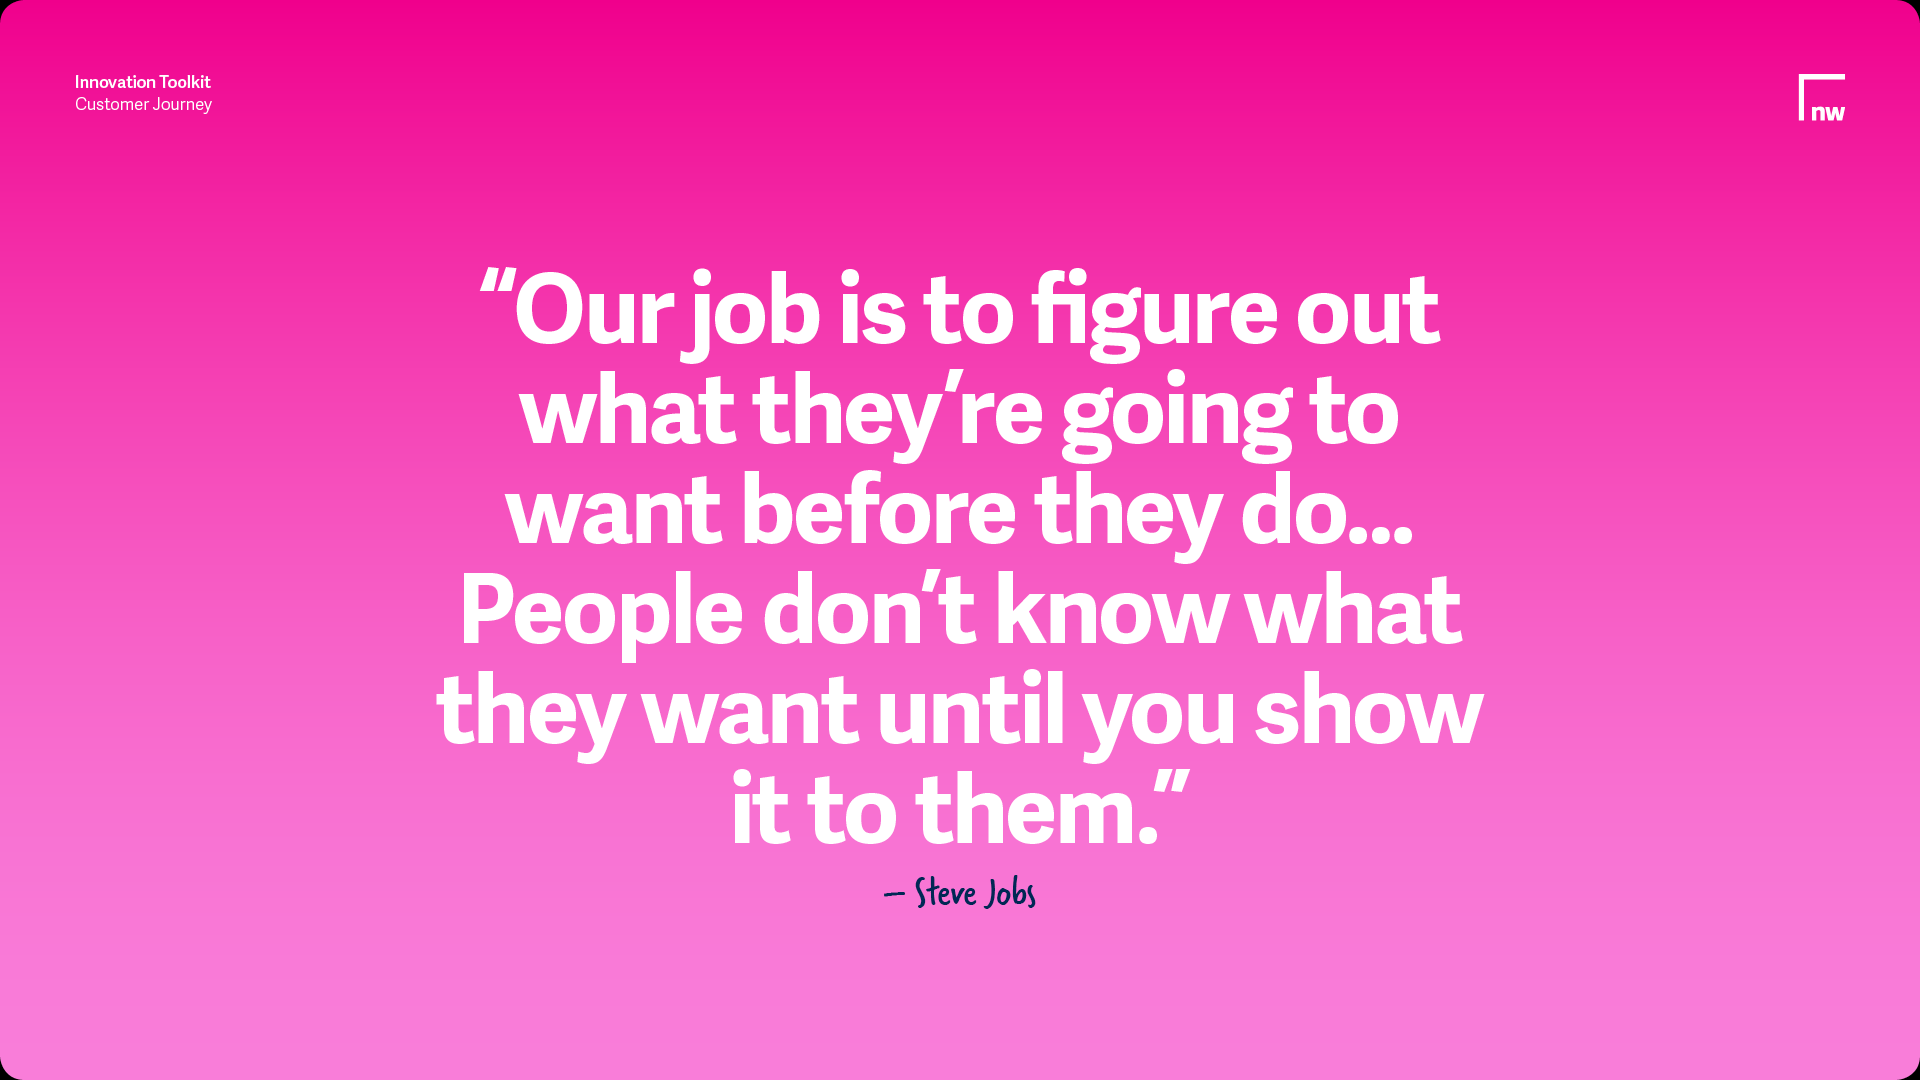 Innovation Toolkit
Customer Journey
nw
“Our job is to figure out
what they’re going to
want before they do...
People don’t know what
they want until you show
it to them.”
– Steve Jobs